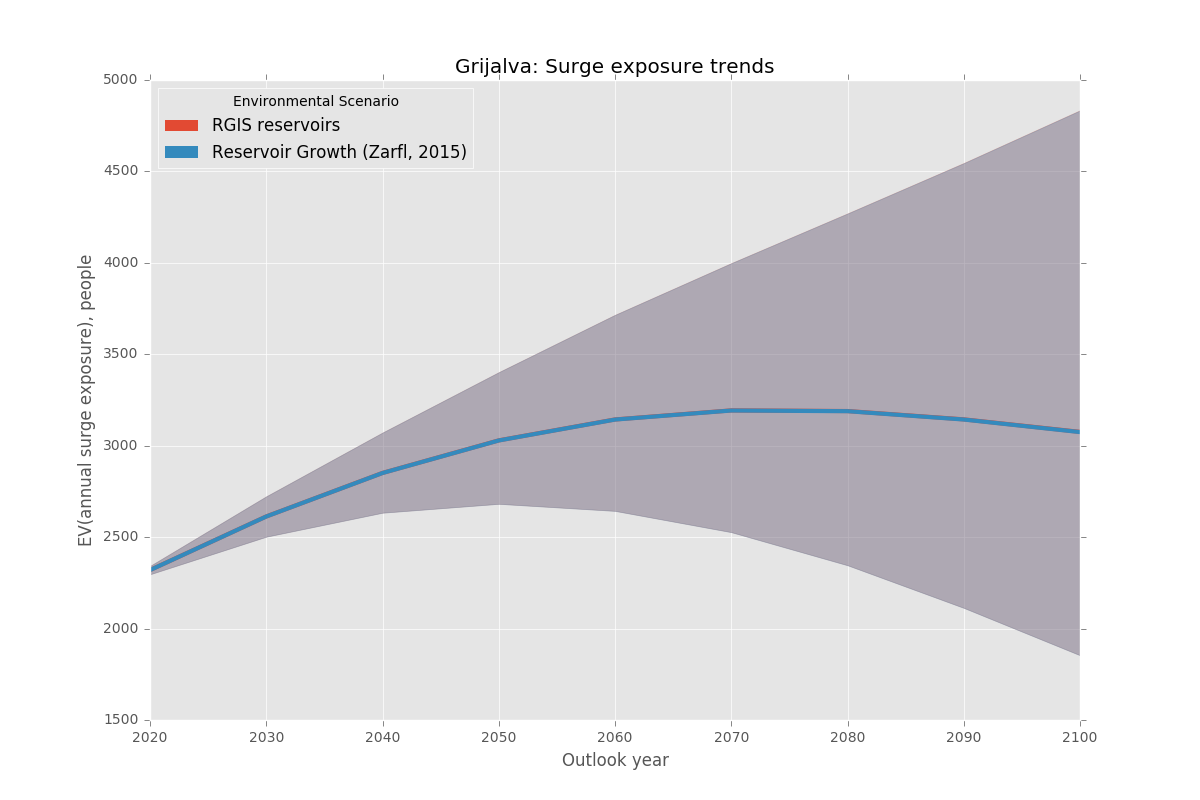 Grijalva: Surge exposure trends
Environmental Scenario
RGIS reservoirs
Reservoir Growth (Zarfl, 2015)
EV(annual surge exposure), people
5000
4500
4000
3500
3000
2500
2000
1500
2020 2030 2040 2050 2060 2070 2080 2090 2100
Outlook year